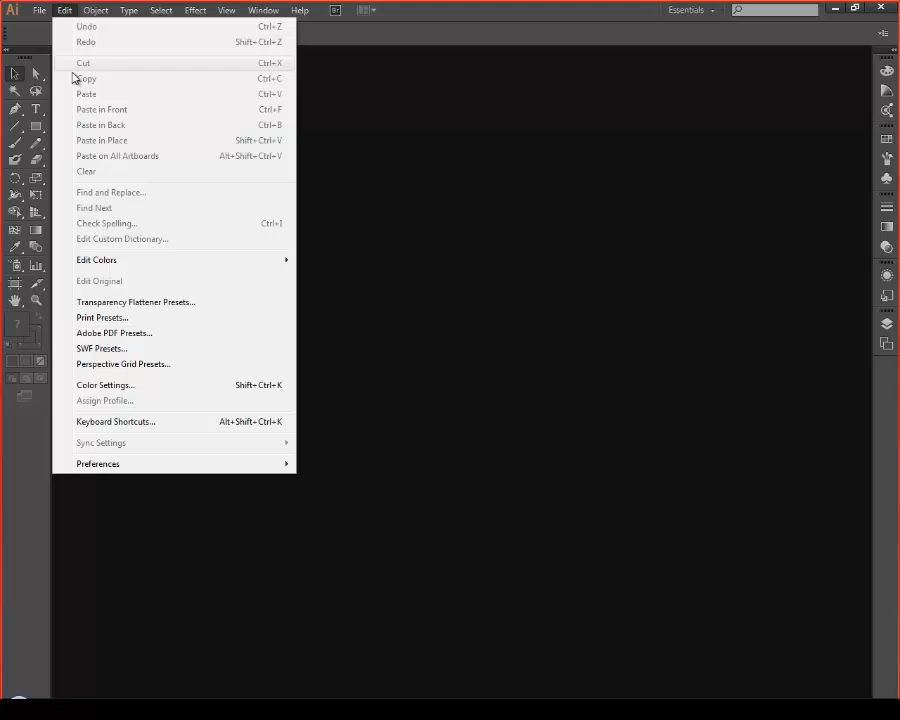 Ai File Edit Object Type Select Effect View Window Help Br Essentials
Undo Ctrl+Z
Redo Shift+Ctrl+Z
Cut Ctrl+X
Copy Ctrl+C
Paste Ctrl+V
Paste in Front Ctrl+F
Paste in Back Ctrl+B
Paste in Place Shift+Ctrl+V
Paste on All Artboards Alt+Shift+Ctrl+V
Clear
Find and Replace...
Find Next
Check Spelling... Ctrl+I
Edit Custom Dictionary...
Edit Colors
Edit Original
Transparency Flattener Presets...
Print Presets...
Adobe PDF Presets...
SWF Presets...
Perspective Grid Presets...
Color Settings... Shift+Ctrl+K
Assign Profile...
Keyboard Shortcuts... Alt+Shift+Ctrl+K
Sync Settings
Preferences
T
?